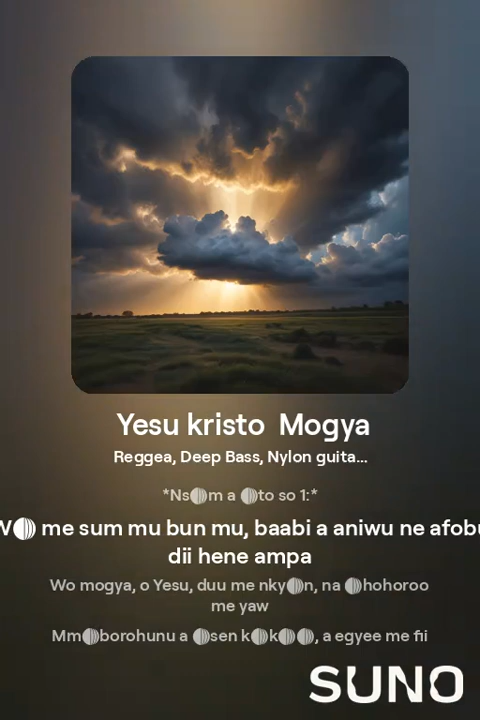 Yesu kristo Mogya
Reggea, Deep Bass, Nylon guita...
a so 1:*
me sum mu bun mu, baabi a aniwu ne
dii hene ampa
Wo mogya, o Yesu, duu me na
me yaw
a a egyee me fii
SUNO